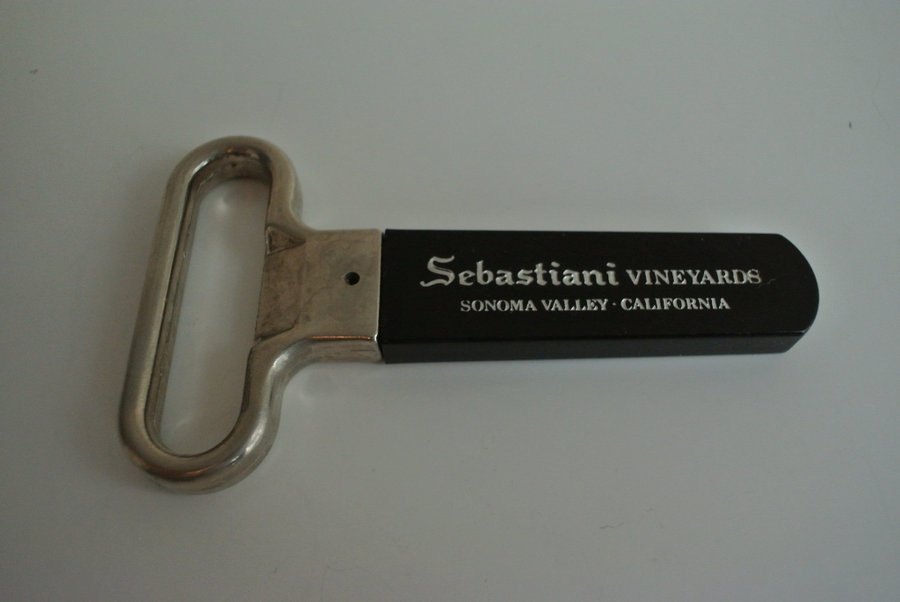 Sebastiani VINEYARDS
SONOMA VALLEY · CALIFORNIA